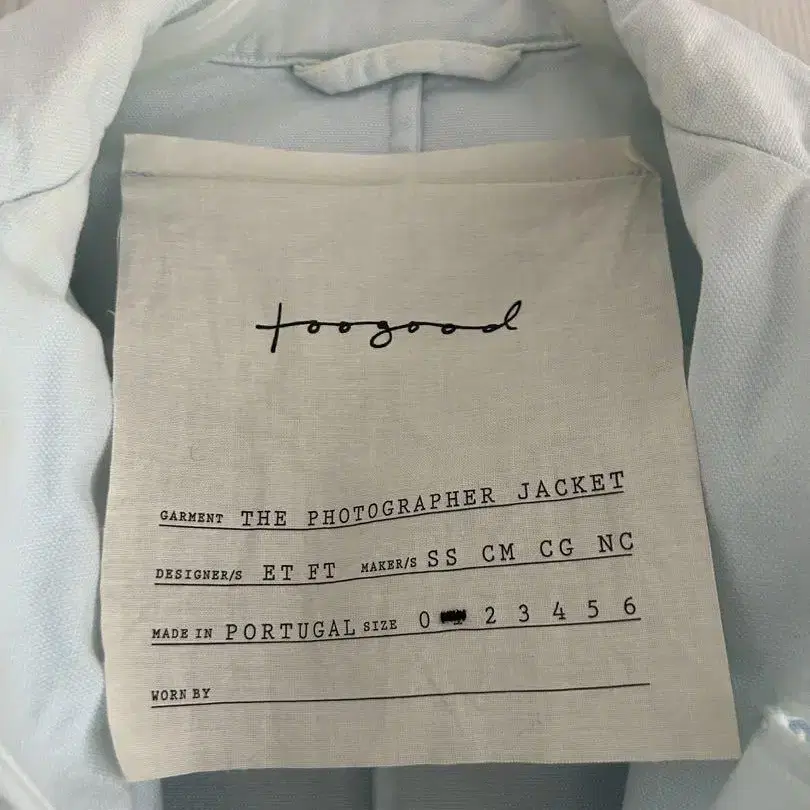 toogood
GARMENT THE PHOTOGRAPHER JACKET
DESIGNER/S ET FT MAKER/S SS CM CG NC
MADE IN PORTUGAL SIZE 0 2 3 4 5 6
WORN BY